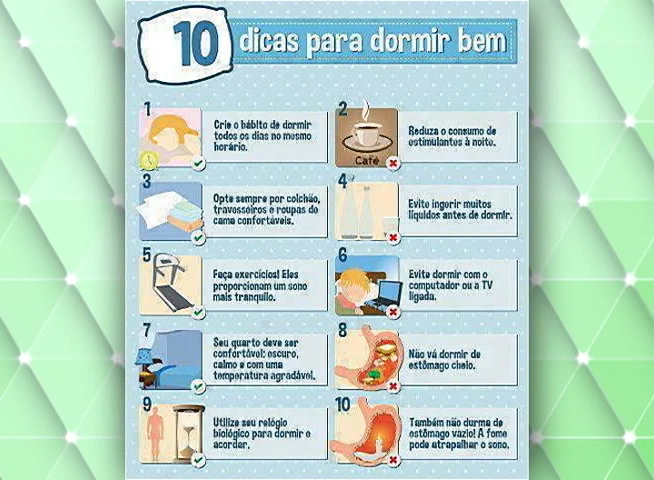 10 dicas para dormir bem
1
Crie o hábito de dormir
todos os dias no mesmo
horário.
2
Café
Reduza o consumo de
estimulantes à noite.
3
Opte sempre por colchão,
travesseiros e roupas de
cama confortáveis.
4
Evite ingerir muitos
líquidos antes de dormir.
5
Faça exercícios! Eles
proporcionam um sono
mais tranquilo.
6
Evite dormir com o
computador ou a TV
ligada.
7
Seu quarto deve ser
confortável: escuro,
calmo e com uma
temperatura agradável.
8
Não vá dormir de
estômago cheio.
9
Utilize seu relógio
biológico para dormir e
acordar.
10
Também não durma de
estômago vazio! A fome
pode atrapalhar o sono.